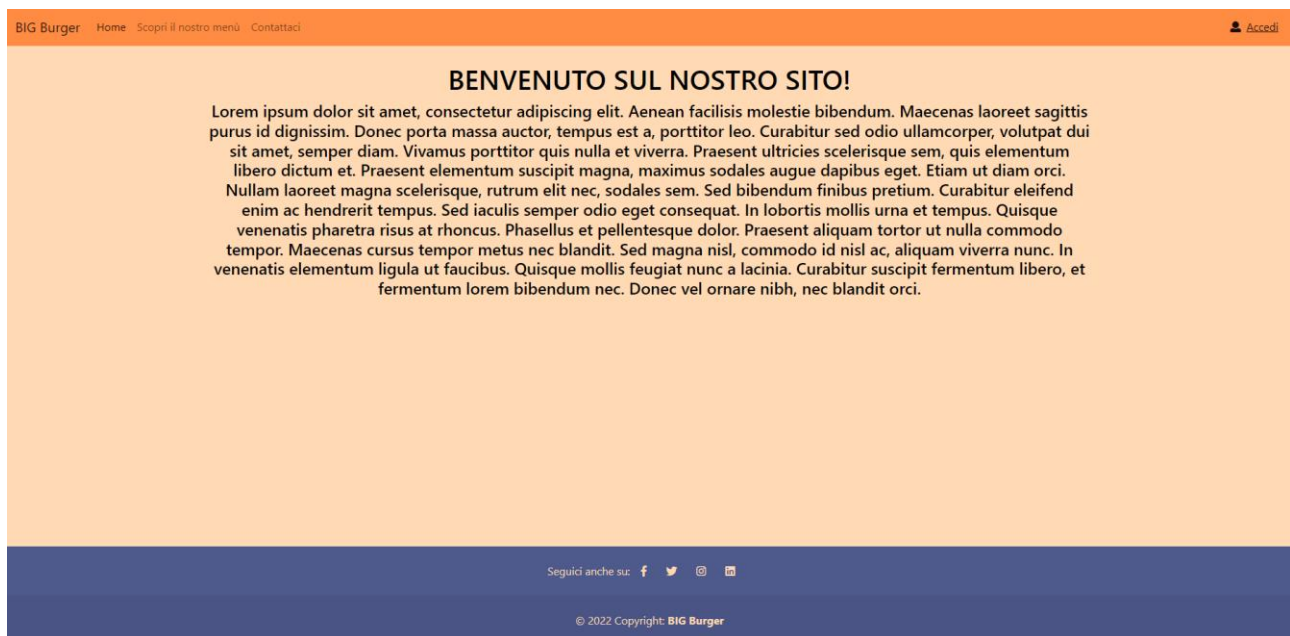 BIG Burger Home Scopri il nostro menù Contattaci Accedi
BENVENUTO SUL NOSTRO SITO!
Lorem ipsum dolor sit amet, consectetur adipiscing elit. Aenean facilisis molestie bibendum. Maecenas laoreet sagittis
purus id dignissim. Donec porta massa auctor, tempus est a, porttitor leo. Curabitur sed odio ullamcorper, volutpat dui
sit amet, semper diam. Vivamus porttitor quis nulla et viverra. Praesent ultricies scelerisque sem, quis elementum
libero dictum et. Praesent elementum suscipit magna, maximus sodales augue dapibus eget. Etiam ut diam orci.
Nullam laoreet magna scelerisque, rutrum elit nec, sodales sem. Sed bibendum finibus pretium. Curabitur eleifend
enim ac hendrerit tempus. Sed iaculis semper odio eget consequat. In lobortis mollis urna et tempus. Quisque
venenatis pharetra risus at rhoncus. Phasellus et pellentesque dolor. Praesent aliquam tortor ut nulla commodo
tempor. Maecenas cursus tempor metus nec blandit. Sed magna nisl, commodo id nisl ac, aliquam viverra nunc. In
venenatis elementum ligula ut faucibus. Quisque mollis feugiat nunc a lacinia. Curabitur suscipit fermentum libero, et
fermentum lorem bibendum nec. Donec vel ornare nibh, nec blandit orci.
Seguici anche su:
© 2022 Copyright: BIG Burger